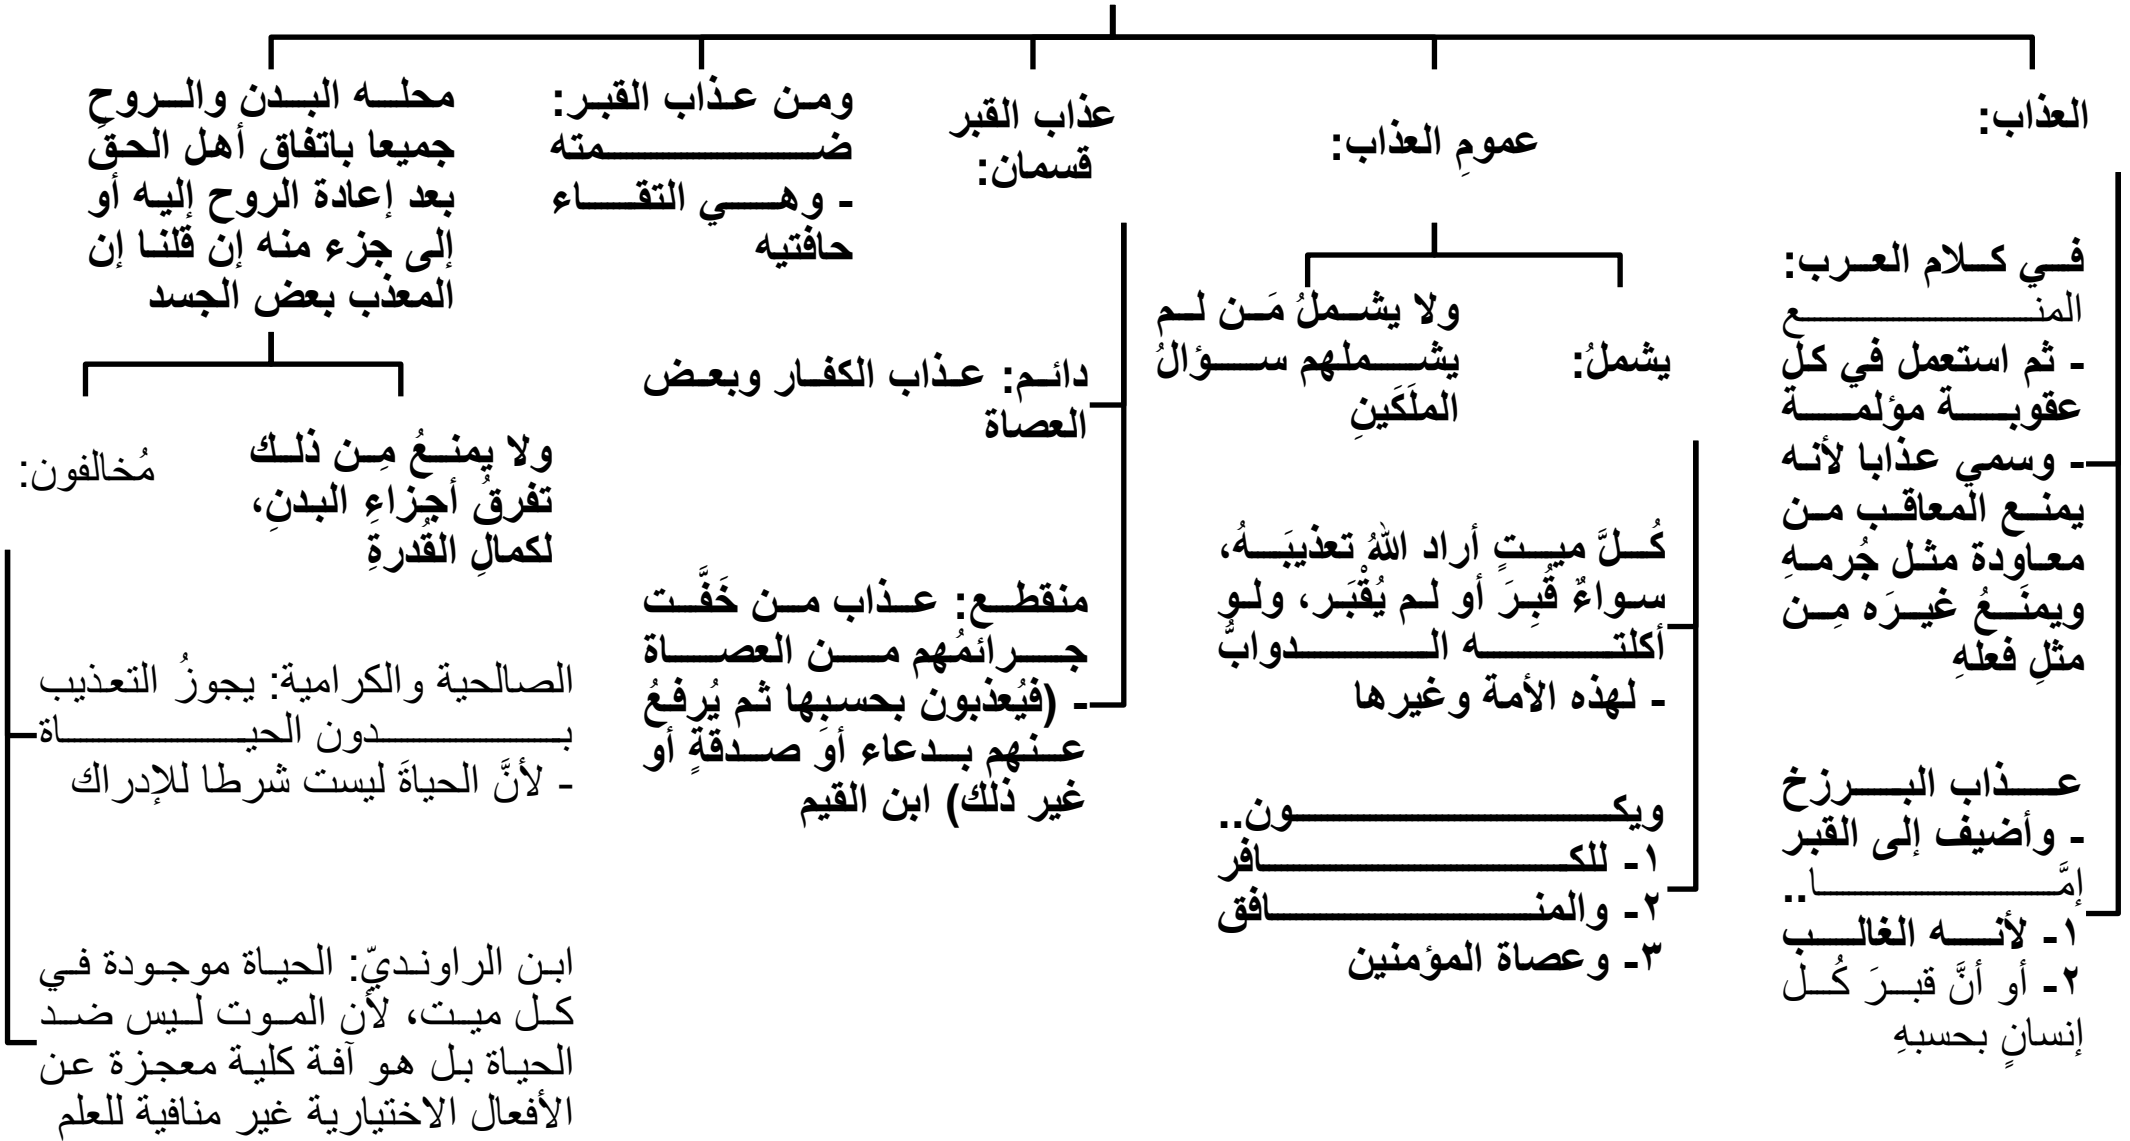 العذاب:
في كلام العرب:
المنع
- ثم استعمل في كل
عقوبة مؤلمة
- وسمي عذابا لأنه
يمنع المعاقب من
معاودة مثل جُرمهِ
ويمنَعُ غيرَه مِن
مثلِ فعلهِ
عذاب البرزخ
- وأضيف إلى القبر
إمَّا..
١- لأنه الغالب
٢- أو أنَّ قبرَ كُل
إنسانٍ بحسبهِ
عمومِ العذاب:
يشملُ:
كُلَّ ميتٍ أراد اللهُ تعذيبَهُ،
سواءٌ قُبِرَ أو لم يُقْبَر، ولو
أكلته الدوابُّ
- لهذه الأمة وغيرها
ويكون..
١- للكافر
٢- والمنافق
٣- وعصاة المؤمنين
ولا يشملُ مَن لم
يشملهم سؤالُ
الملَكَينِ
عذاب القبر
قسمان:
دائم: عذاب الكفار وبعض
العصاة
منقطع: عذاب من خَفَّت
جرائمُهم من العصاة
- (فيُعذبون بحسبها ثم يُرفعُ
عنهم بدعاء أوَ صدقةٍ أو
غير ذلك) ابن القيم
ومن عذاب القبر:
ضمته
- وهي التقاء
حافتيه
محله البدن والروح
جميعا باتفاق أهل الحق
بعد إعادة الروح إليه أو
إلى جزء منه إن قلنا إن
المعذب بعض الجسد
ولا يمنعُ مِن ذلك
تفرقُ أجزاءِ البدنِ،
لكمالِ القُدرةِ
مُخالفون:
الصالحية والكرامية: يجوزُ التعذيب
بدون الحياة
- لأنَّ الحياةَ ليست شرطا للإدراك
ابن الراونديّ: الحياة موجودة في
كل ميت، لأن الموت ليس ضد
الحياة بل هو آفة كلية معجزة عن
الأفعال الاختيارية غير منافية للعلم